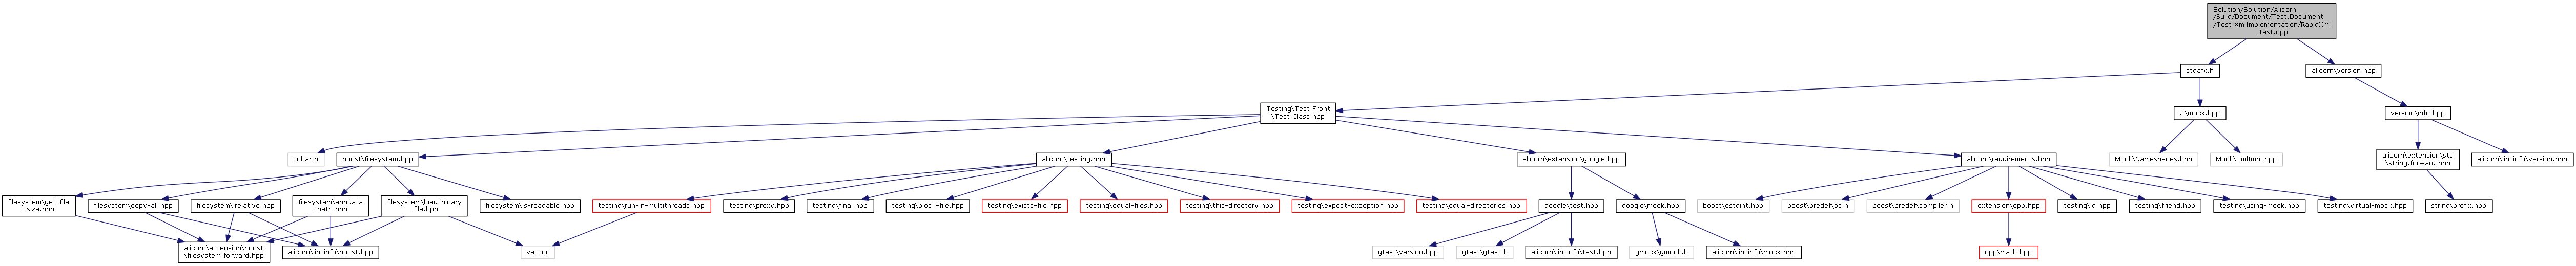 Solution/Solution/Alicorn
/Build/Document/Test.Document
/Test.XmlImplementation/RapidXml
_test.cpp
stdafx.h
alicorn\version.hpp
Testing\Test.Front
\Test.Class.hpp
..\mock.hpp
version\info.hpp
tchar.h
boost\filesystem.hpp
alicorn\testing.hpp
alicorn\extension\google.hpp
alicorn\requirements.hpp
Mock\Namespaces.hpp
Mock\XmlImpl.hpp
alicorn\extension\std
\string.forward.hpp
alicorn\lib-info\version.hpp
filesystem\get-file
-size.hpp
filesystem\copy-all.hpp
filesystem\relative.hpp
filesystem\appdata
-path.hpp
filesystem\load-binary
-file.hpp
filesystem\is-readable.hpp
testing\run-in-multithreads.hpp
testing\proxy.hpp
testing\final.hpp
testing\block-file.hpp
testing\exists-file.hpp
testing\equal-files.hpp
testing\this-directory.hpp
testing\expect-exception.hpp
testing\equal-directories.hpp
google\test.hpp
google\mock.hpp
boost\cstdint.hpp
boost\predef\os.h
boost\predef\compiler.h
extension\cpp.hpp
testing\id.hpp
testing\friend.hpp
testing\using-mock.hpp
testing\virtual-mock.hpp
string\prefix.hpp
alicorn\extension\boost
\filesystem.forward.hpp
alicorn\lib-info\boost.hpp
vector
gtest\version.hpp
gtest\gtest.h
alicorn\lib-info\test.hpp
gmock\gmock.h
alicorn\lib-info\mock.hpp
cpp\math.hpp